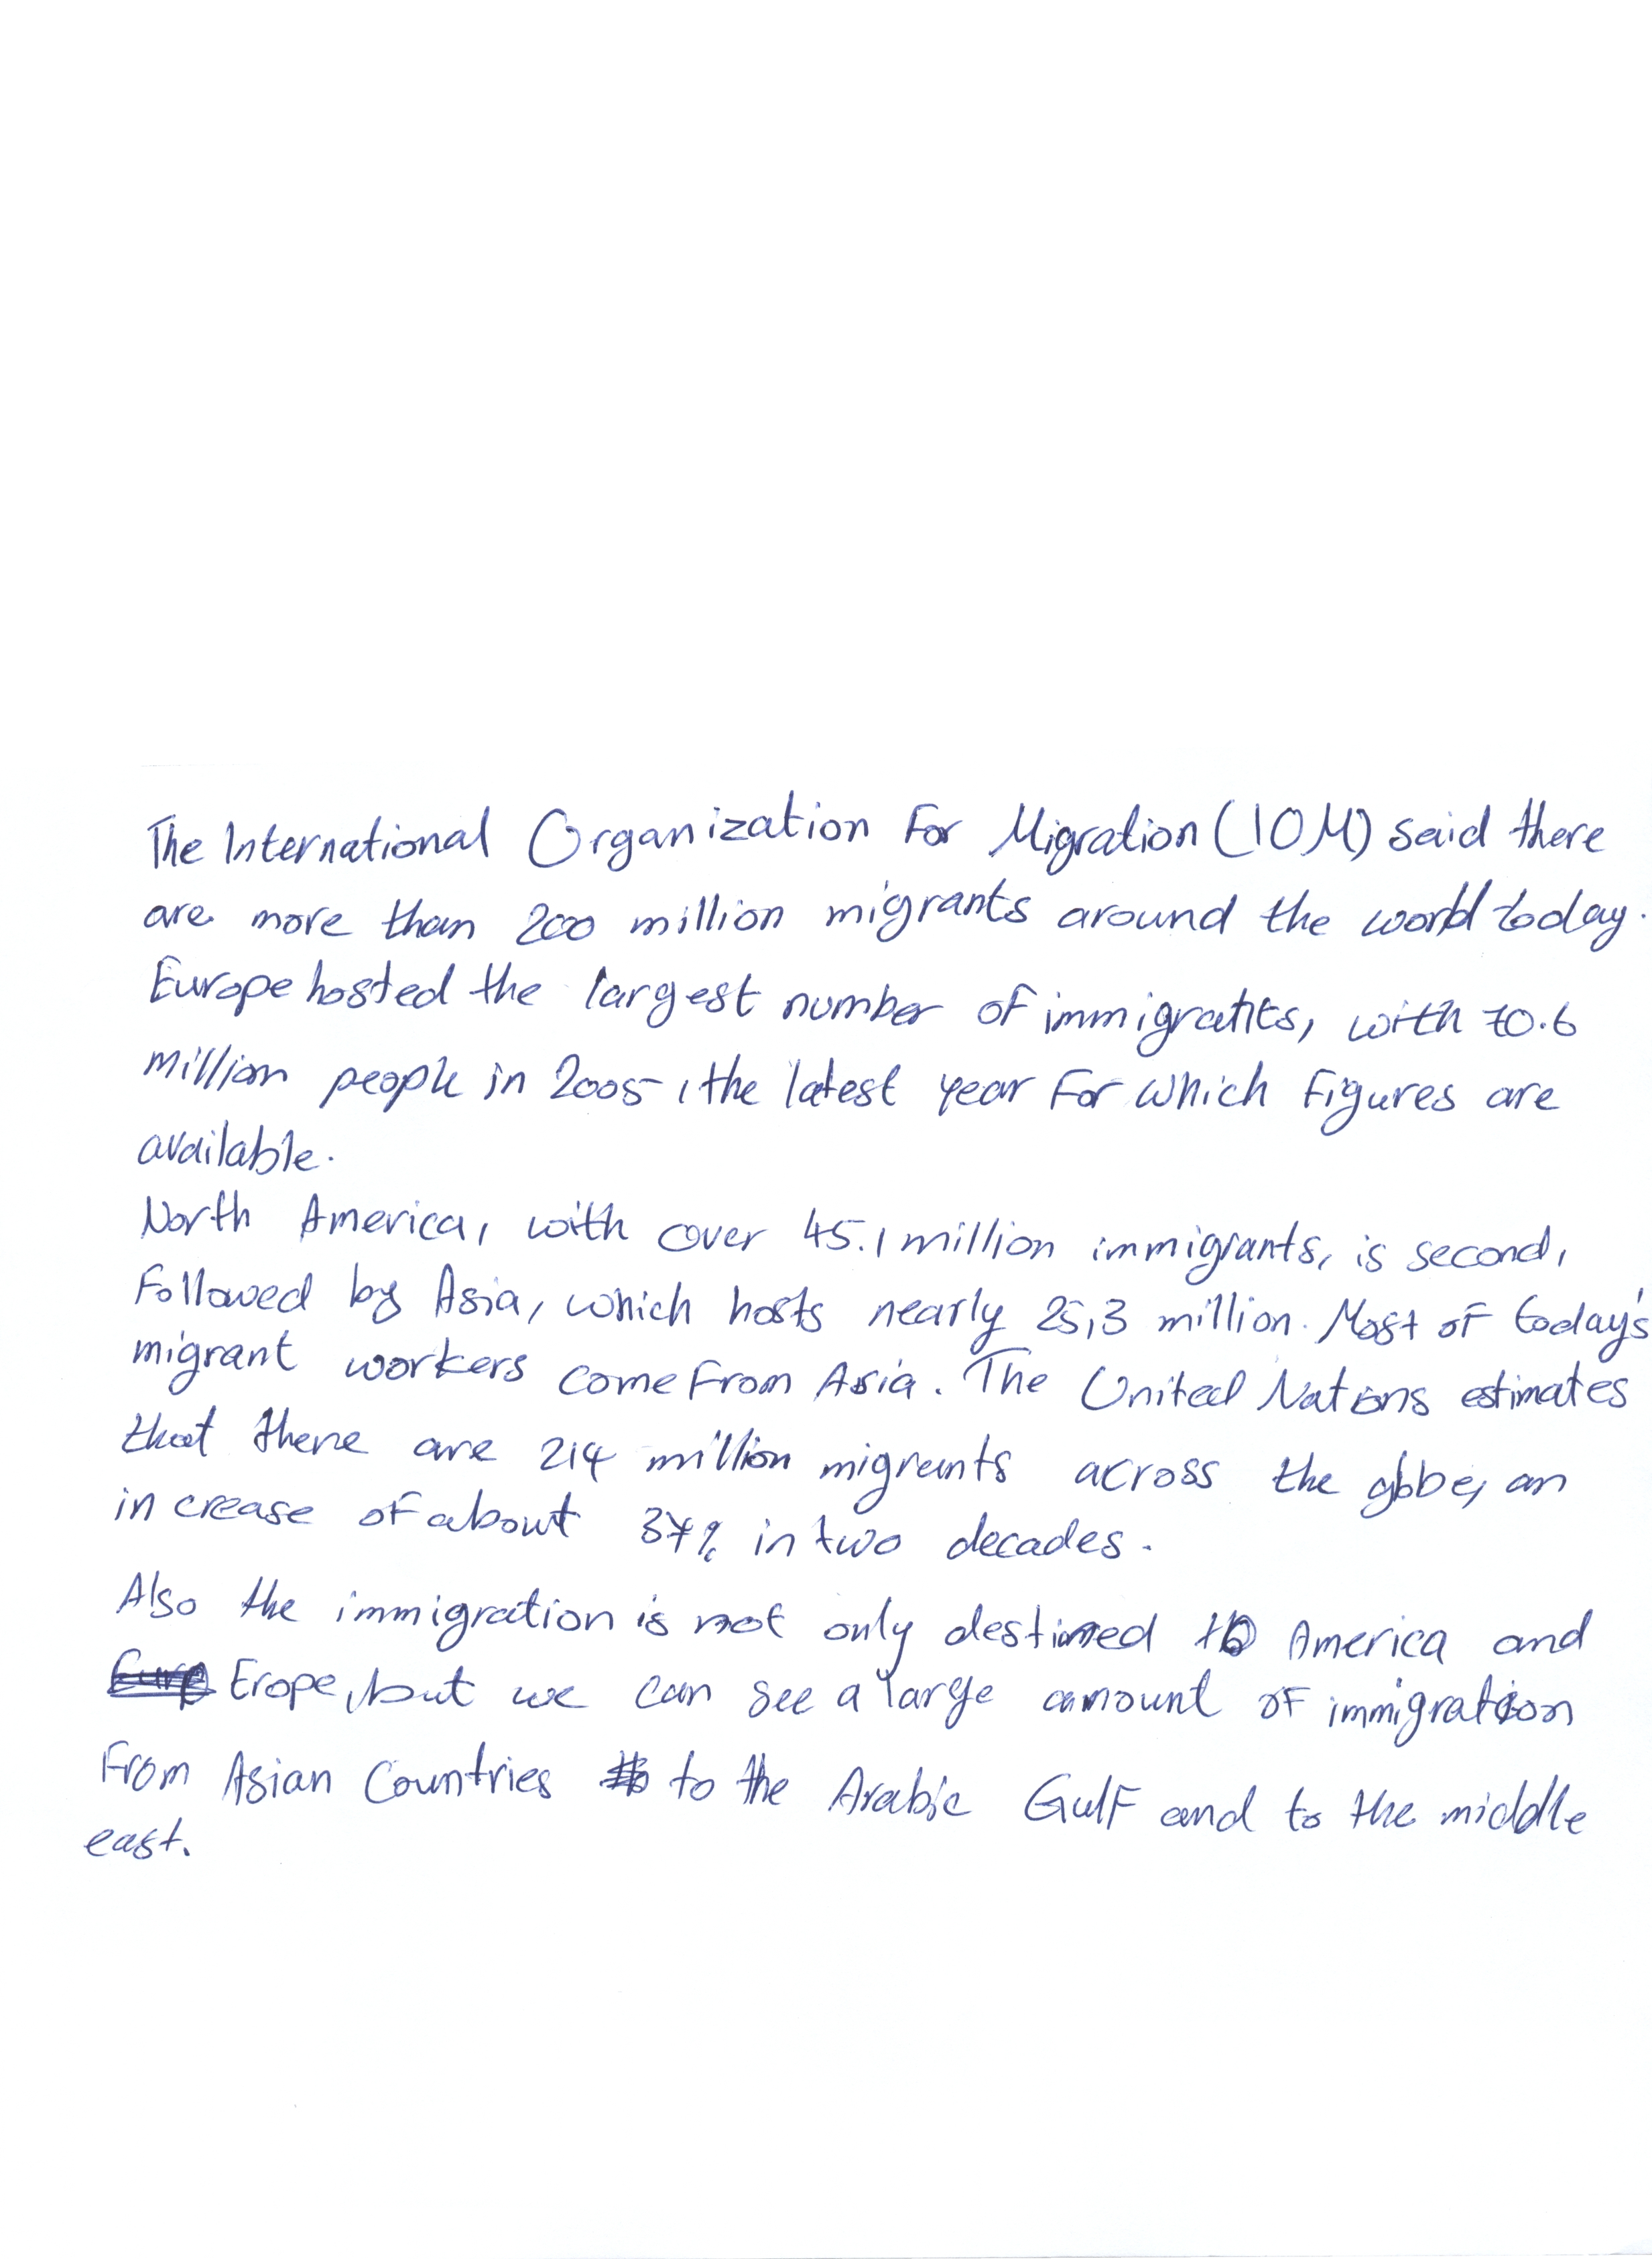 The International Organization For Migration (IOM) said there
are more than 200 million migrants around the world today.
Europe hosted the largest number of immigrants, with 70.6
million people in 2005, the latest year for which figures are
available.
North America, with over 45.1 million immigrants, is second,
Followed by Asia, which hosts nearly 25,3 million. Most of today's
migrant workers come From Asia. The United Nations estimates
that there are 214 million migrants across the globe, an
increase of about 37% in two decades.
Also the immigration is not only destined to America and
Erope, but we can see a large amount of immigration
From Asian Countries to the Arabic Gulf and to the middle
east.